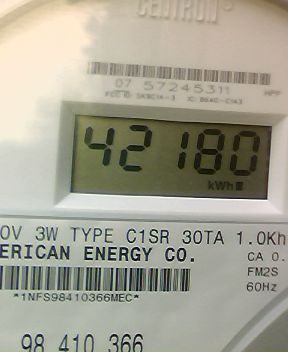 CENTRON®
07 57245311
HPP
42180
kWh
0V 3W TYPE C1SR 30TA 1.0Kh
ERICAN ENERGY CO.
CA 0.
FM2S
60Hz
*1NFS98410366MEC*
98 410 366